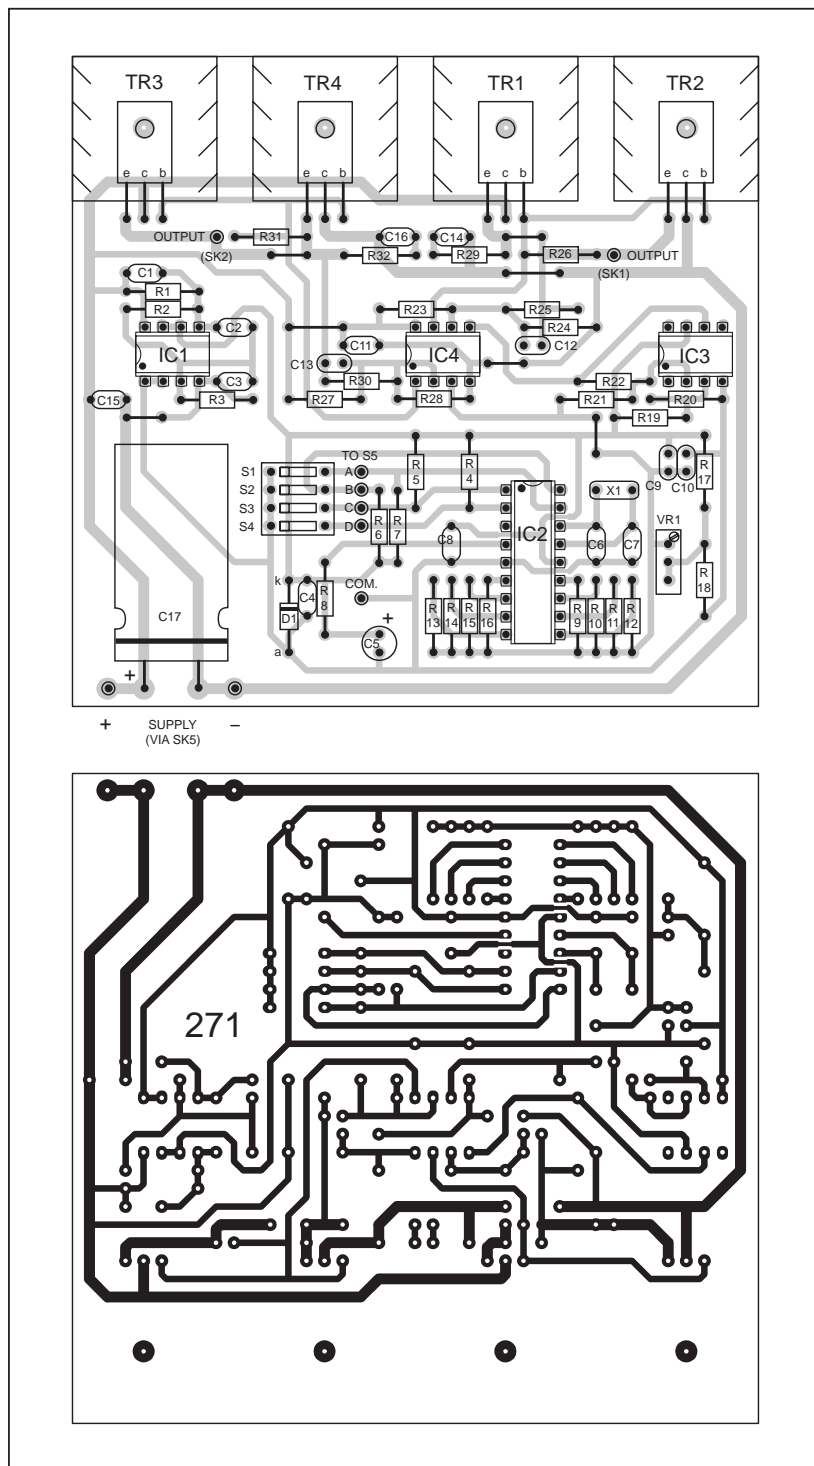 TR3 TR4 TR1 TR2
e c b e c b e c b e c b
OUTPUT R31 C16 C14 R26 OUTPUT
(SK2) R32 R29 (SK1)
C1
R1
R2 R23 R25
C2 R24
IC1 C11 IC4 C12 IC3
C13
C3 R30 R22
C15 R3 R27 R28 R21 R20
R19
TO S5
S1 A R5 R4 C9 C10 R17
S2 B X1
S3 C R6 R7 VR1
S4 D IC2
C8 C6 C7
k COM. R18
C4 R8
D1 R13 R14 R15 R16 R9 R10 R11 R12
C17 +
a C5
+
+ SUPPLY −
(VIA SK5)
271